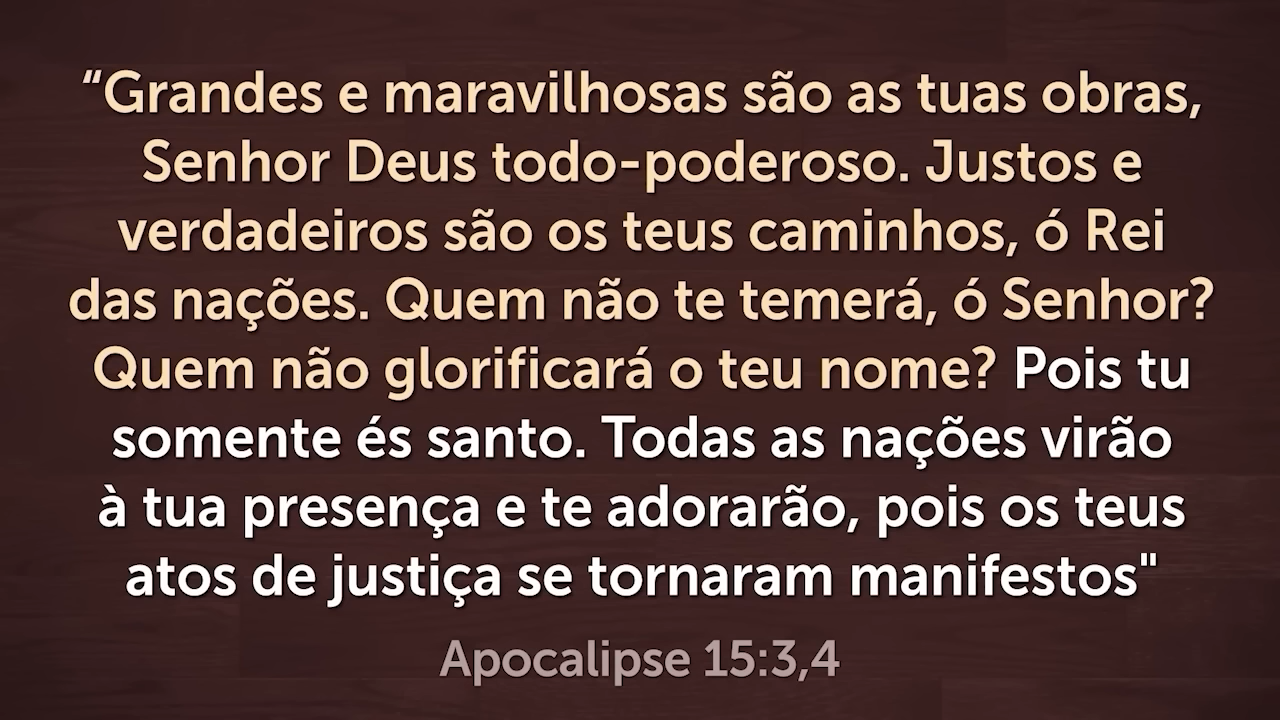 “Grandes e maravilhosas são as tuas obras,
Senhor Deus todo-poderoso. Justos e
verdadeiros são os teus caminhos, ó Rei
das nações. Quem não te temerá, ó Senhor?
Quem não glorificará o teu nome? Pois tu
somente és santo. Todas as nações virão
à tua presença e te adorarão, pois os teus
atos de justiça se tornaram manifestos"
Apocalipse 15:3,4